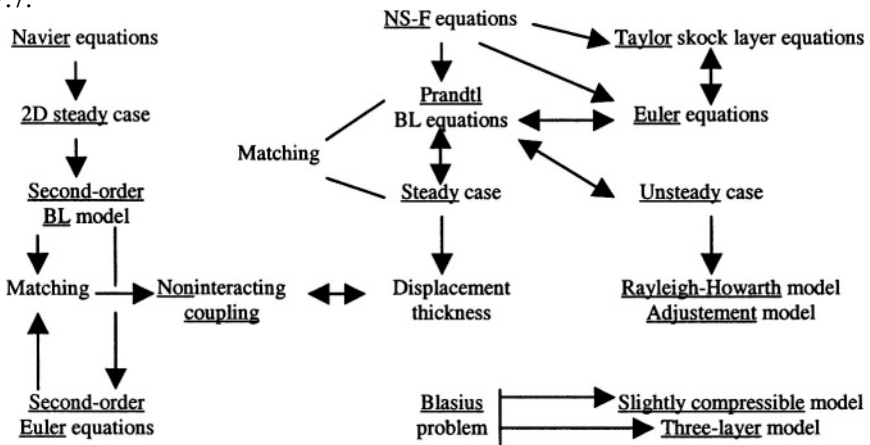 NS-F equations
Navier equations
Taylor skock layer equations
Prandtl
BL equations
2D steady case
Euler equations
Matching
Second-order
BL model
Steady case
Unsteady case
Matching
Noninteracting
coupling
Displacement
thickness
Rayleigh-Howarth model
Adjustement model
Second-order
Euler equations
Blasius
problem
Slightly compressible model
Three-layer model